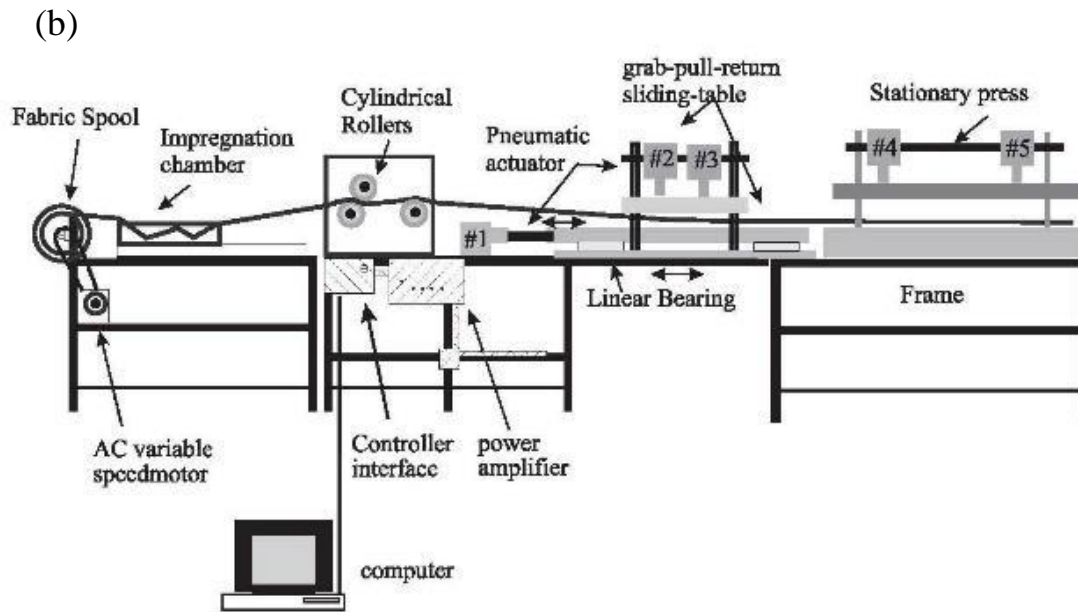 (b)
grab-pull-return
sliding-table
Stationary press
Cylindrical
Rollers
Fabric Spool
Impregnation
chamber
Pneumatic
actuator
#2
#3
#4
#5
#1
Linear Bearing
Frame
AC variable
speedmotor
Controller
interface
power
amplifier
computer